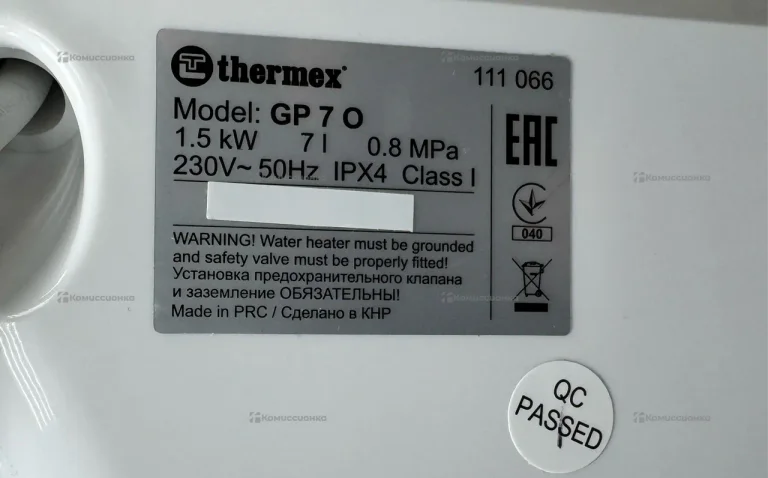 Комиссионка
Комиссионка
Комиссионка
Комиссионка
Комиссионка
Комиссионка
Комиссионка
thermex
111 066
Model: GP 7 O
1.5 kW 7 l 0.8 MPa
230V~ 50Hz IPX4 Class I
EAC
040
WARNING! Water heater must be grounded
and safety valve must be properly fitted!
Установка предохранительного клапана
и заземление ОБЯЗАТЕЛЬНЫ!
Made in PRC / Сделано в КНР
QC
PASSED